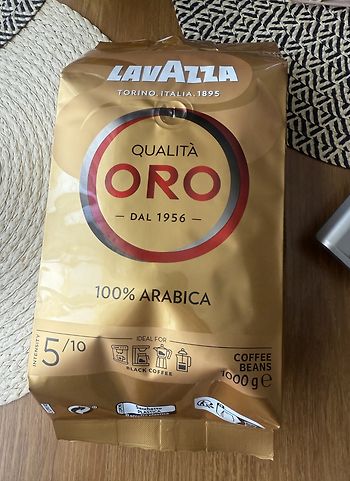 LAVAZZA
TORINO, ITALIA, 1895
QUALITÀ
ORO
DAL 1956
100% ARABICA
INTENSITY
5/10
IDEAL FOR
BLACK COFFEE
COFFEE
BEANS
1000 g e